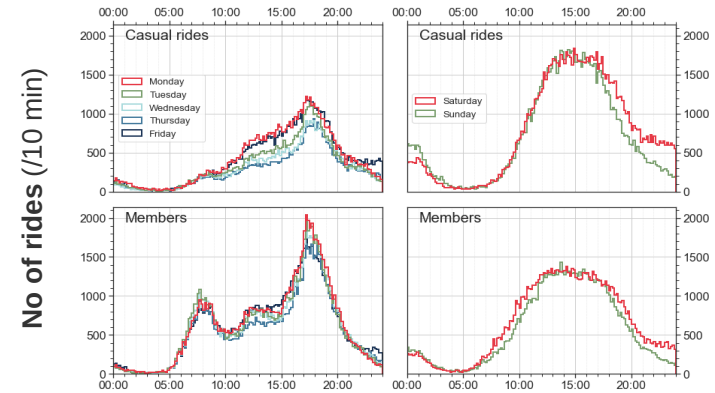 00:00 05:00 10:00 15:00 20:00 00:00 05:00 10:00 15:00 20:00
2000 Casual rides Casual rides 2000
1500 1500
Monday
Tuesday
Wednesday
Thursday
Friday
Saturday
Sunday
1000 1000
500 500
0 0
No of rides (/10 min)
2000 Members Members 2000
1500 1500
1000 1000
500 500
0 0
00:00 05:00 10:00 15:00 20:00 00:00 05:00 10:00 15:00 20:00